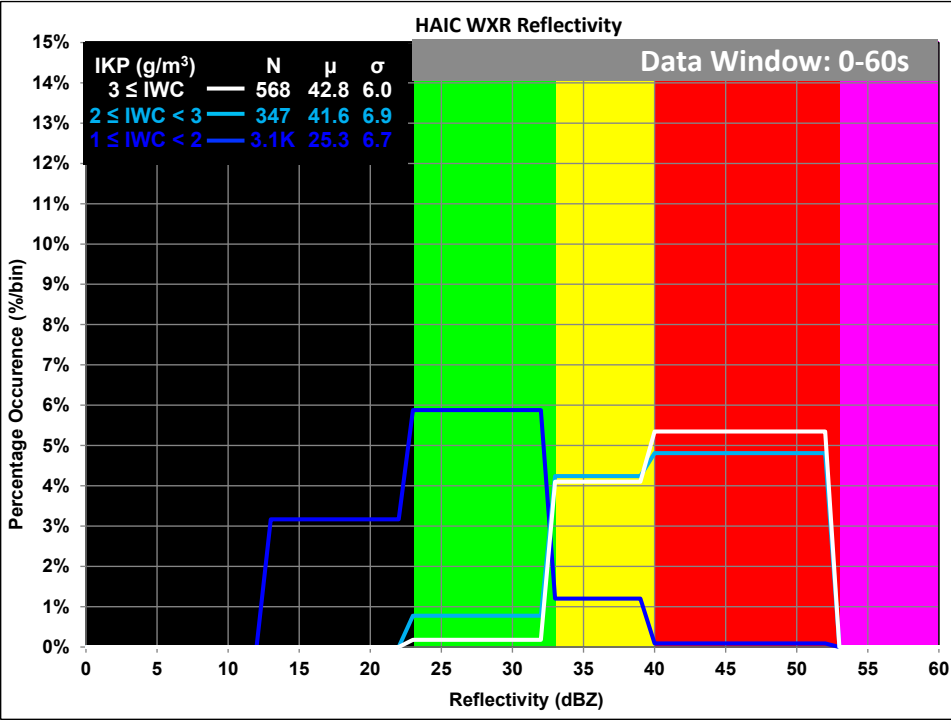 HAIC WXR Reflectivity
Data Window: 0-60s
IKP (g/m³) N μ σ
3 ≤ IWC 568 42.8 6.0
2 ≤ IWC < 3 347 41.6 6.9
1 ≤ IWC < 2 3.1K 25.3 6.7
Percentage Occurence (%/bin)
15%
14%
13%
12%
11%
10%
9%
8%
7%
6%
5%
4%
3%
2%
1%
0%
0 5 10 15 20 25 30 35 40 45 50 55 60
Reflectivity (dBZ)